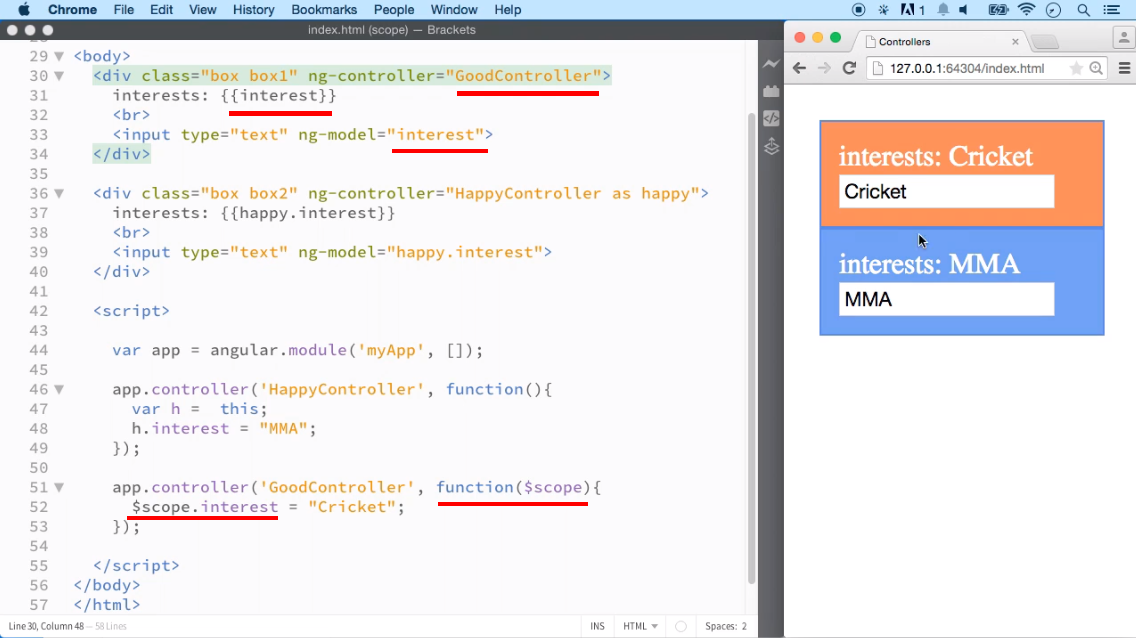 Chrome File Edit View History Bookmarks People Window Help 1
index.html (scope) — Brackets
29 <body>
30 <div class="box box1" ng-controller="GoodController">
31 interests: {{interest}}
32 <br>
33 <input type="text" ng-model="interest">
34 </div>
35
36 <div class="box box2" ng-controller="HappyController as happy">
37 interests: {{happy.interest}}
38 <br>
39 <input type="text" ng-model="happy.interest">
40 </div>
41
42 <script>
43
44 var app = angular.module('myApp', []);
45
46 app.controller('HappyController', function(){
47 var h =  this;
48 h.interest = "MMA";
49 });
50
51 app.controller('GoodController', function($scope){
52 $scope.interest = "Cricket";
53 });
54
55 </script>
56 </body>
57 </html>
Line 30, Column 48 — 58 Lines
INS HTML Spaces: 2
Controllers
127.0.0.1:64304/index.html
interests: Cricket
Cricket
interests: MMA
MMA